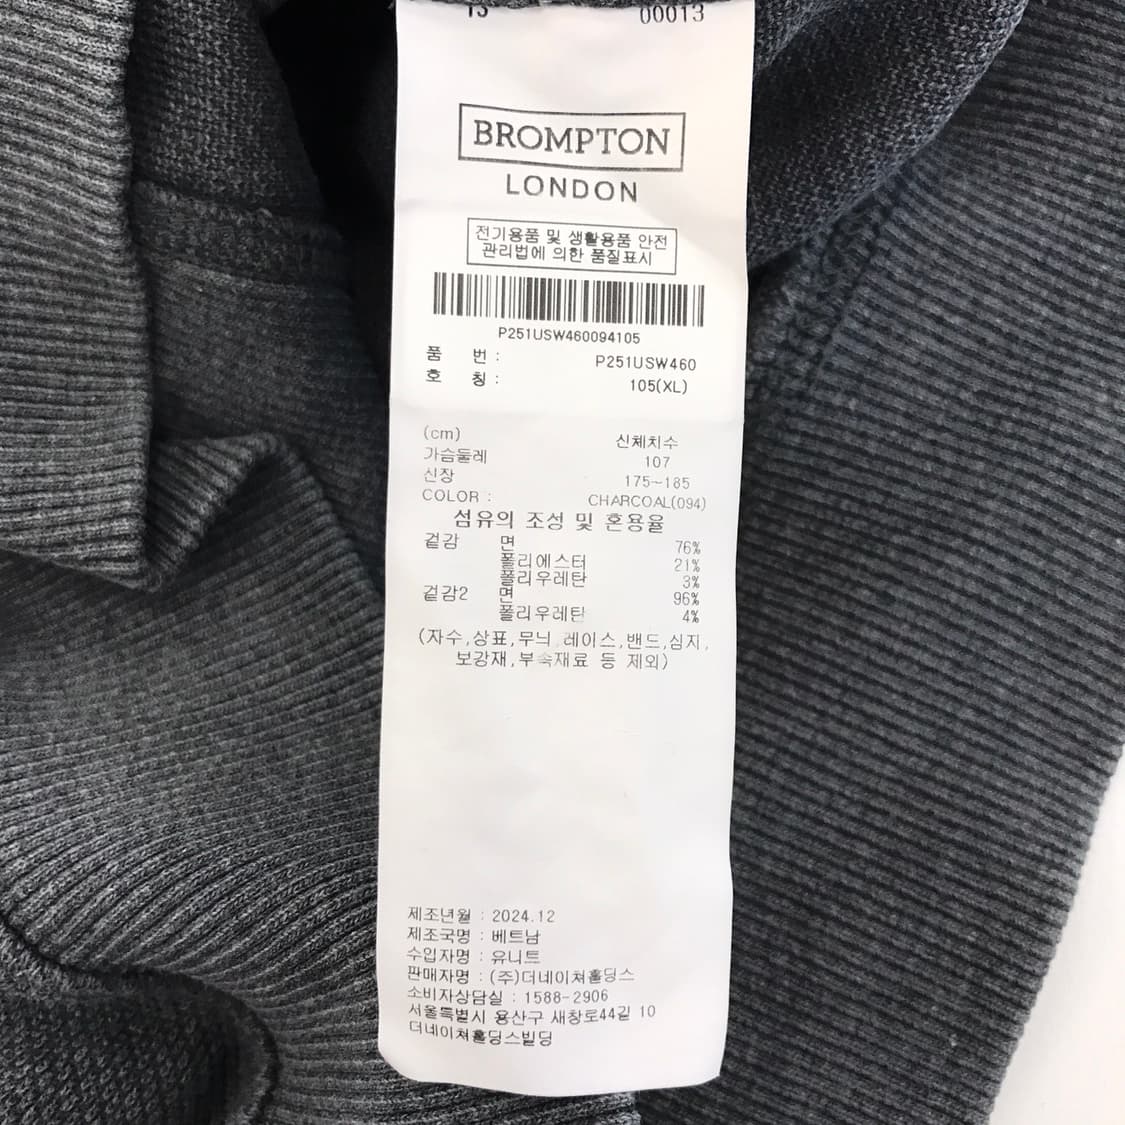 13 00013
BROMPTON
LONDON
전기용품 및 생활용품 안전
관리법에 의한 품질표시
P251USW460094105
품 번 : P251USW460
호 칭 : 105(XL)
(cm) 신체치수
가슴둘레 107
신장 175~185
COLOR : CHARCOAL(094)
섬유의 조성 및 혼용율
겉감 면 76%
폴리에스터 21%
폴리우레탄 3%
겉감2 면 96%
폴리우레탄 4%
(자수,상표,무늬,레이스,밴드,심지,
보강재,부속재료 등 제외)
제조년월 : 2024.12
제조국명 : 베트남
수입자명 : 유니트
판매자명 : (주)더네이쳐홀딩스
소비자상담실 : 1588-2906
서울특별시 용산구 새창로44길 10
더네이쳐홀딩스빌딩